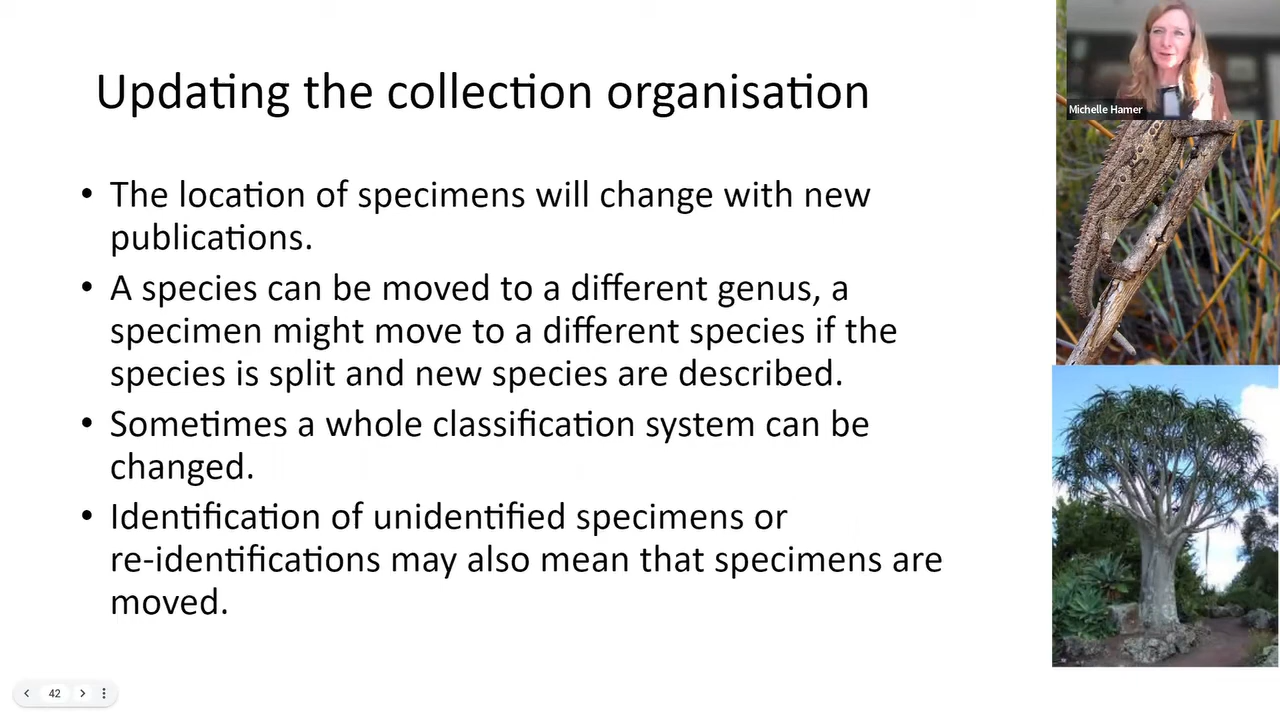 Updating the collection organisation
Michelle Hamer
• The location of specimens will change with new
publications.
• A species can be moved to a different genus, a
specimen might move to a different species if the
species is split and new species are described.
• Sometimes a whole classification system can be
changed.
• Identification of unidentified specimens or
re-identifications may also mean that specimens are
moved.
42